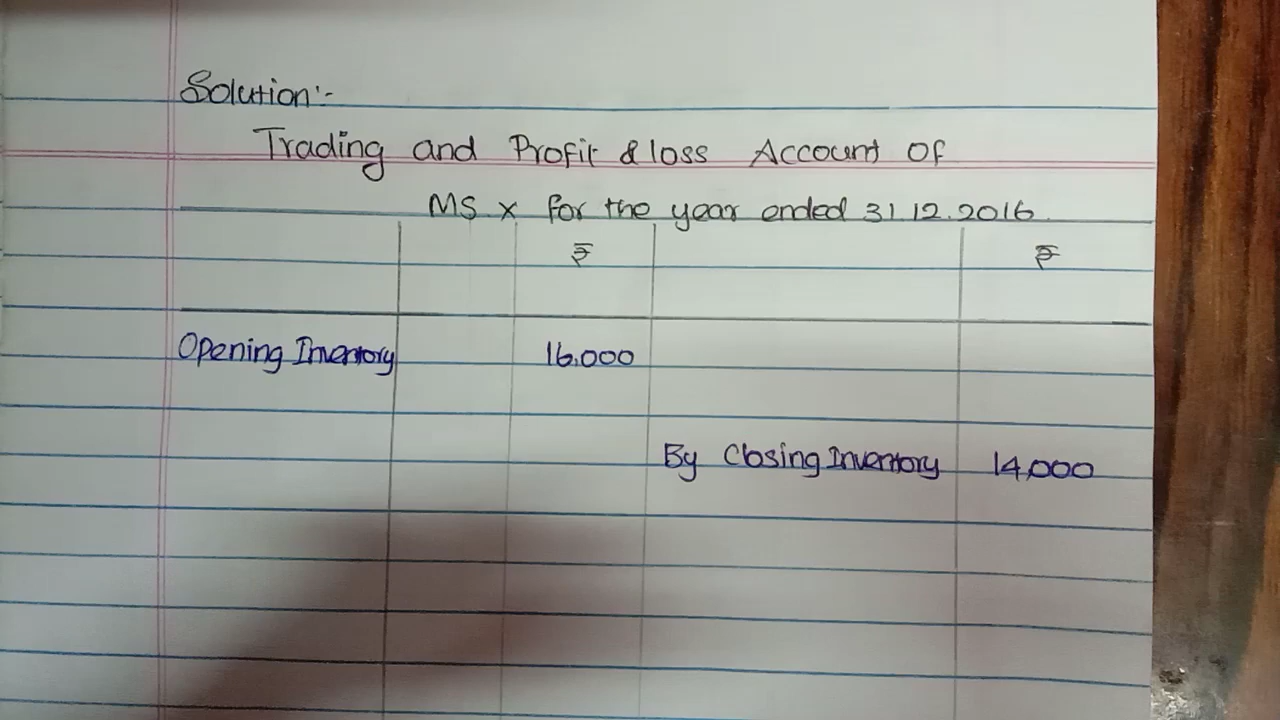 Solution:-
Trading and Profit & loss Account of
MS X for the year ended 31.12.2016
₹ ₹
Opening Inventory 16,000
By Closing Inventory 14,000